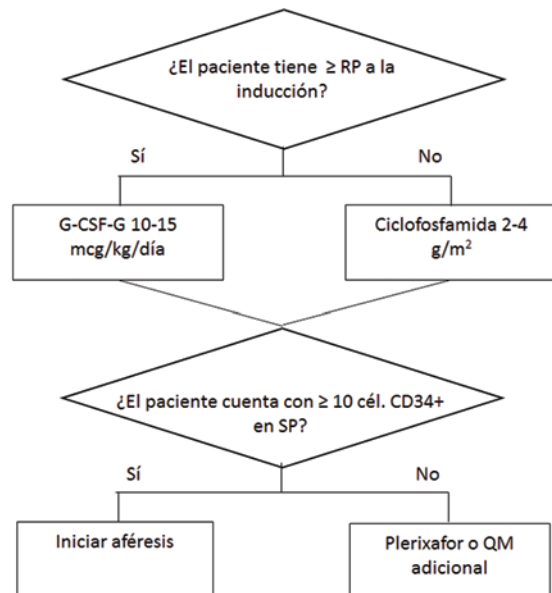 ¿El paciente tiene ≥ RP a la
inducción?
Sí
No
G-CSF-G 10-15
mcg/kg/día
Ciclofosfamida 2-4
g/m²
¿El paciente cuenta con ≥ 10 cél. CD34+
en SP?
Sí
No
Iniciar aféresis
Plerixafor o QM
adicional